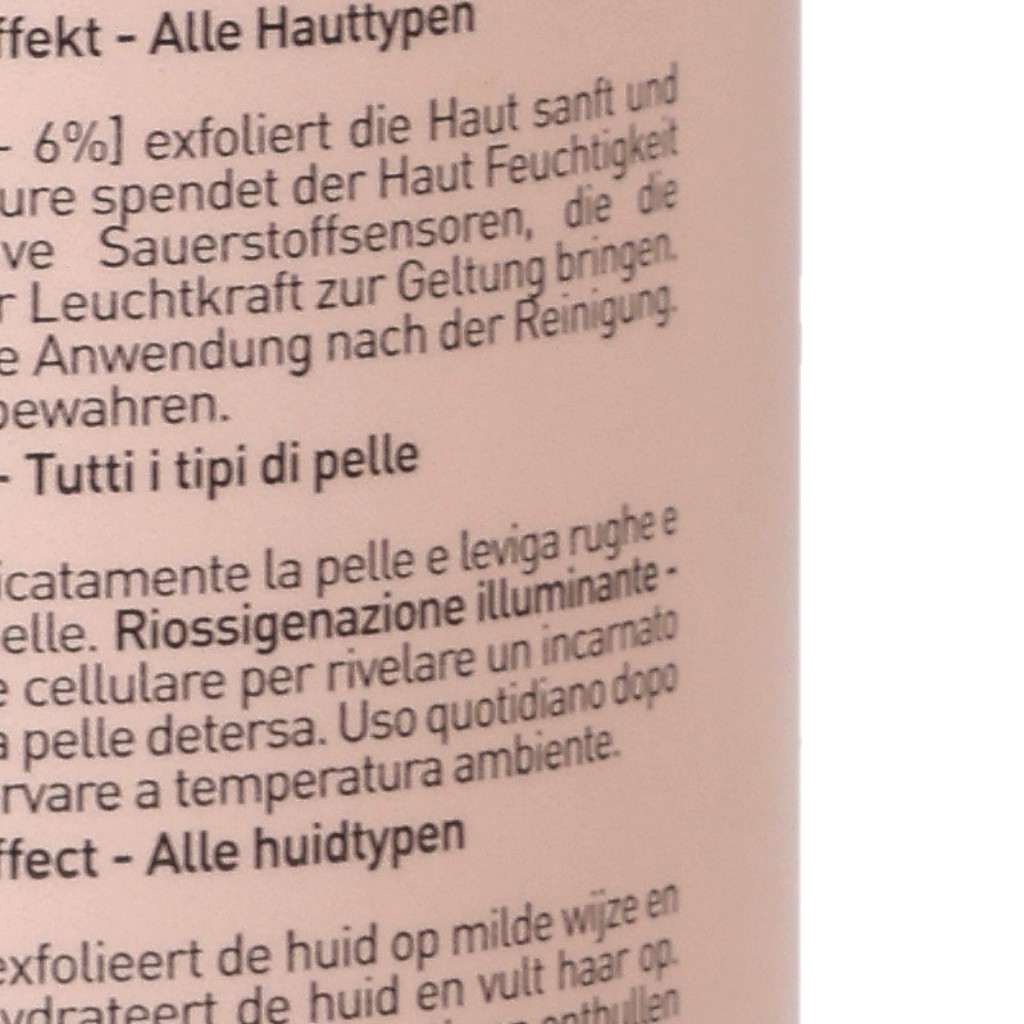 ffekt - Alle Hauttypen
- 6%] exfoliert die Haut sanft und
ure spendet der Haut Feuchtigkeit
ve Sauerstoffsensoren, die die
r Leuchtkraft zur Geltung bringen.
e Anwendung nach der Reinigung.
bewahren.
- Tutti i tipi di pelle
icatamente la pelle e leviga rughe e
elle. Riossigenazione illuminante -
e cellulare per rivelare un incarnato
a pelle detersa. Uso quotidiano dopo
rvare a temperatura ambiente.
ffect - Alle huidtypen
exfolieert de huid op milde wijze en
ydrateert de huid en vult haar op.
onthullen